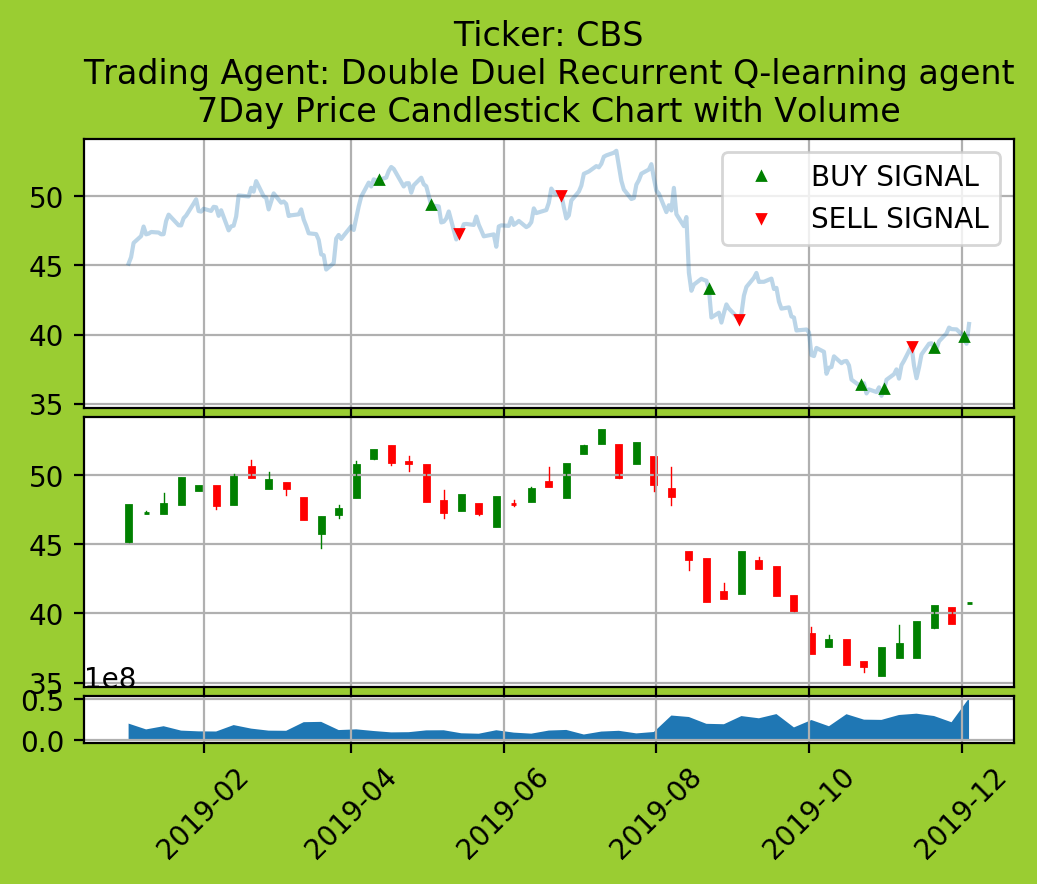 Ticker: CBS
Trading Agent: Double Duel Recurrent Q-learning agent
7Day Price Candlestick Chart with Volume
BUY SIGNAL
SELL SIGNAL
50
45
40
35
50
45
40
35
1e8
0.5
0.0
2019-02
2019-04
2019-06
2019-08
2019-10
2019-12